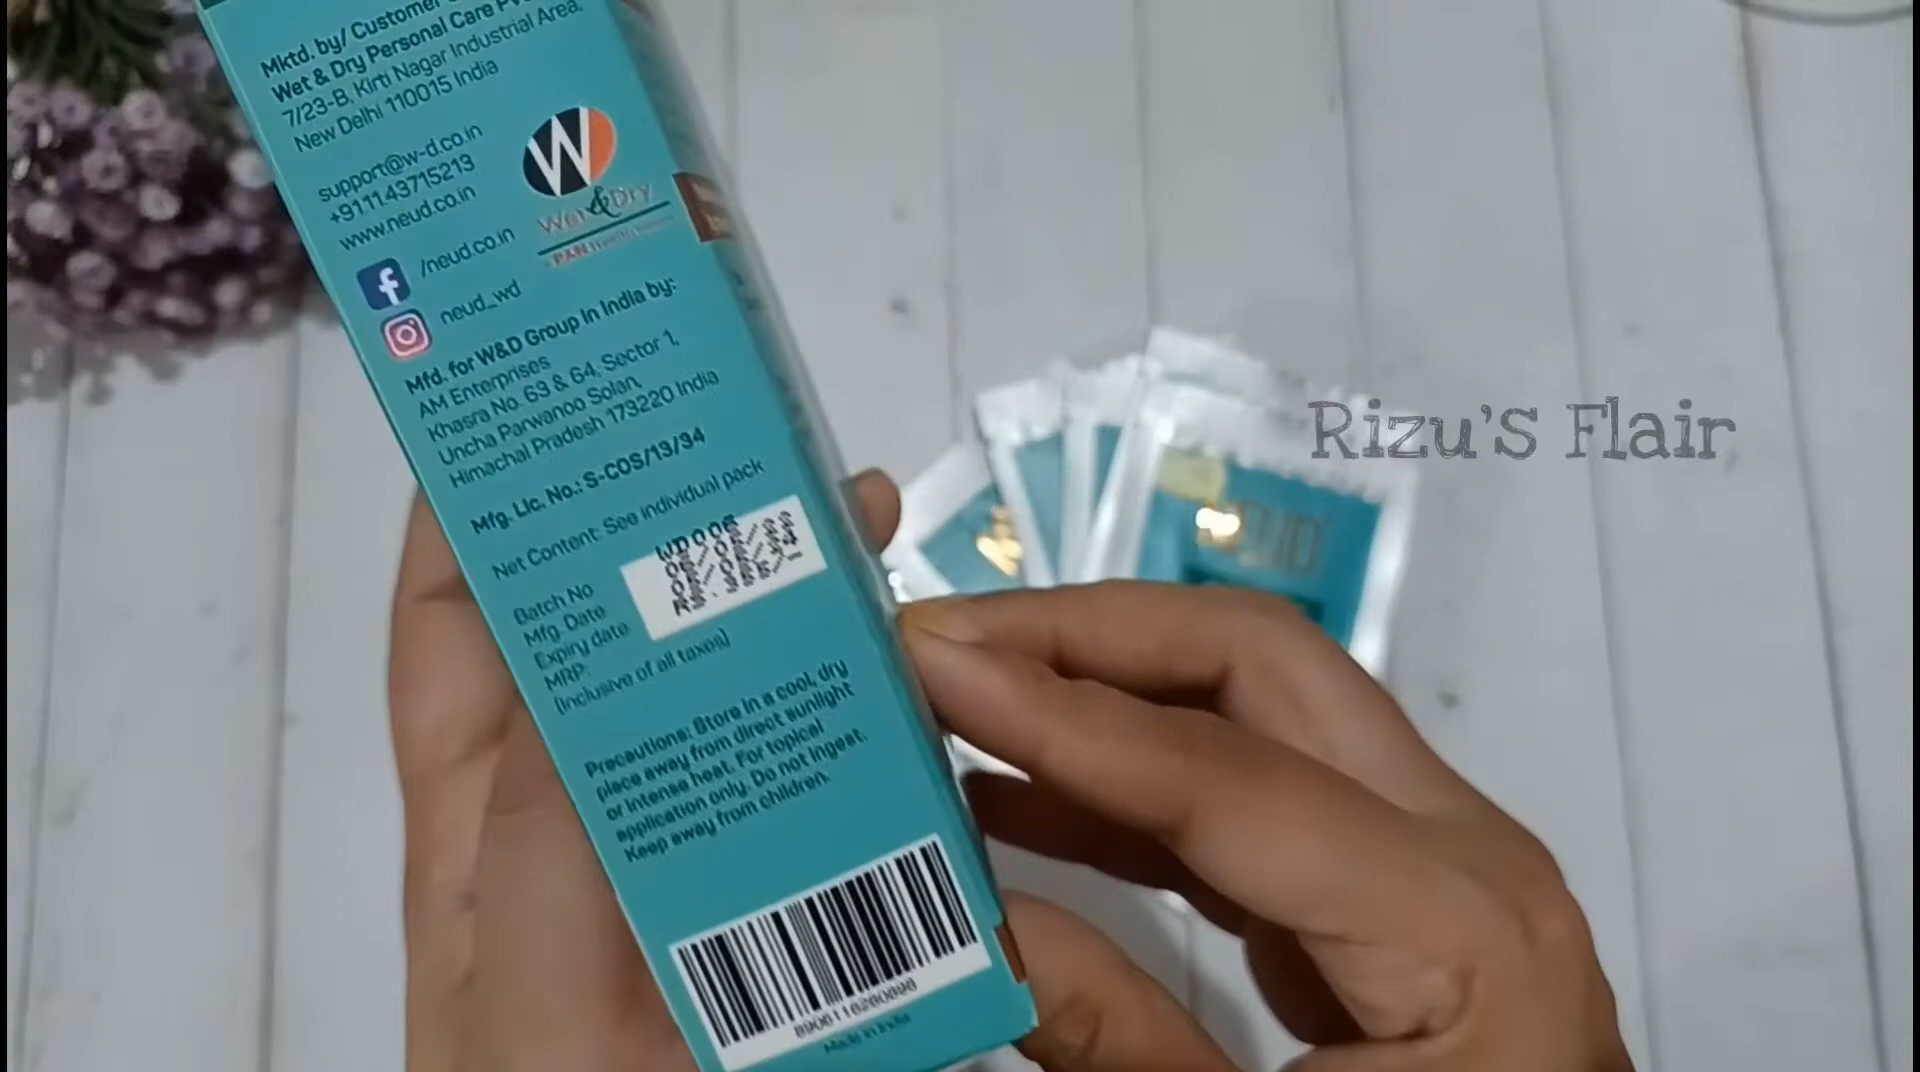 Mktd. by/ Customer
Wet & Dry Personal Care
7/23-B, Kirti Nagar Industrial Area,
New Delhi 110015 India
support@w-d.co.in
+9111.43715213
www.neud.co.in
W
Wet&Dry
/neud.co.in
neud_wd
Mfd. for W&D Group in India by:
AM Enterprises
Khasra No. 63 & 64, Sector 1,
Uncha Parwanoo Solan,
Himachal Pradesh 173220 India
Mfg. Lic. No.: S-COS/13/34
Net Content: See individual pack
Batch No
Mfg. Date
Expiry date
MRP:
(Inclusive of all taxes)
Precautions: Store in a cool, dry
place away from direct sunlight
or intense heat. For topical
application only. Do not ingest.
Keep away from children.
Made in India
Rizu's Flair